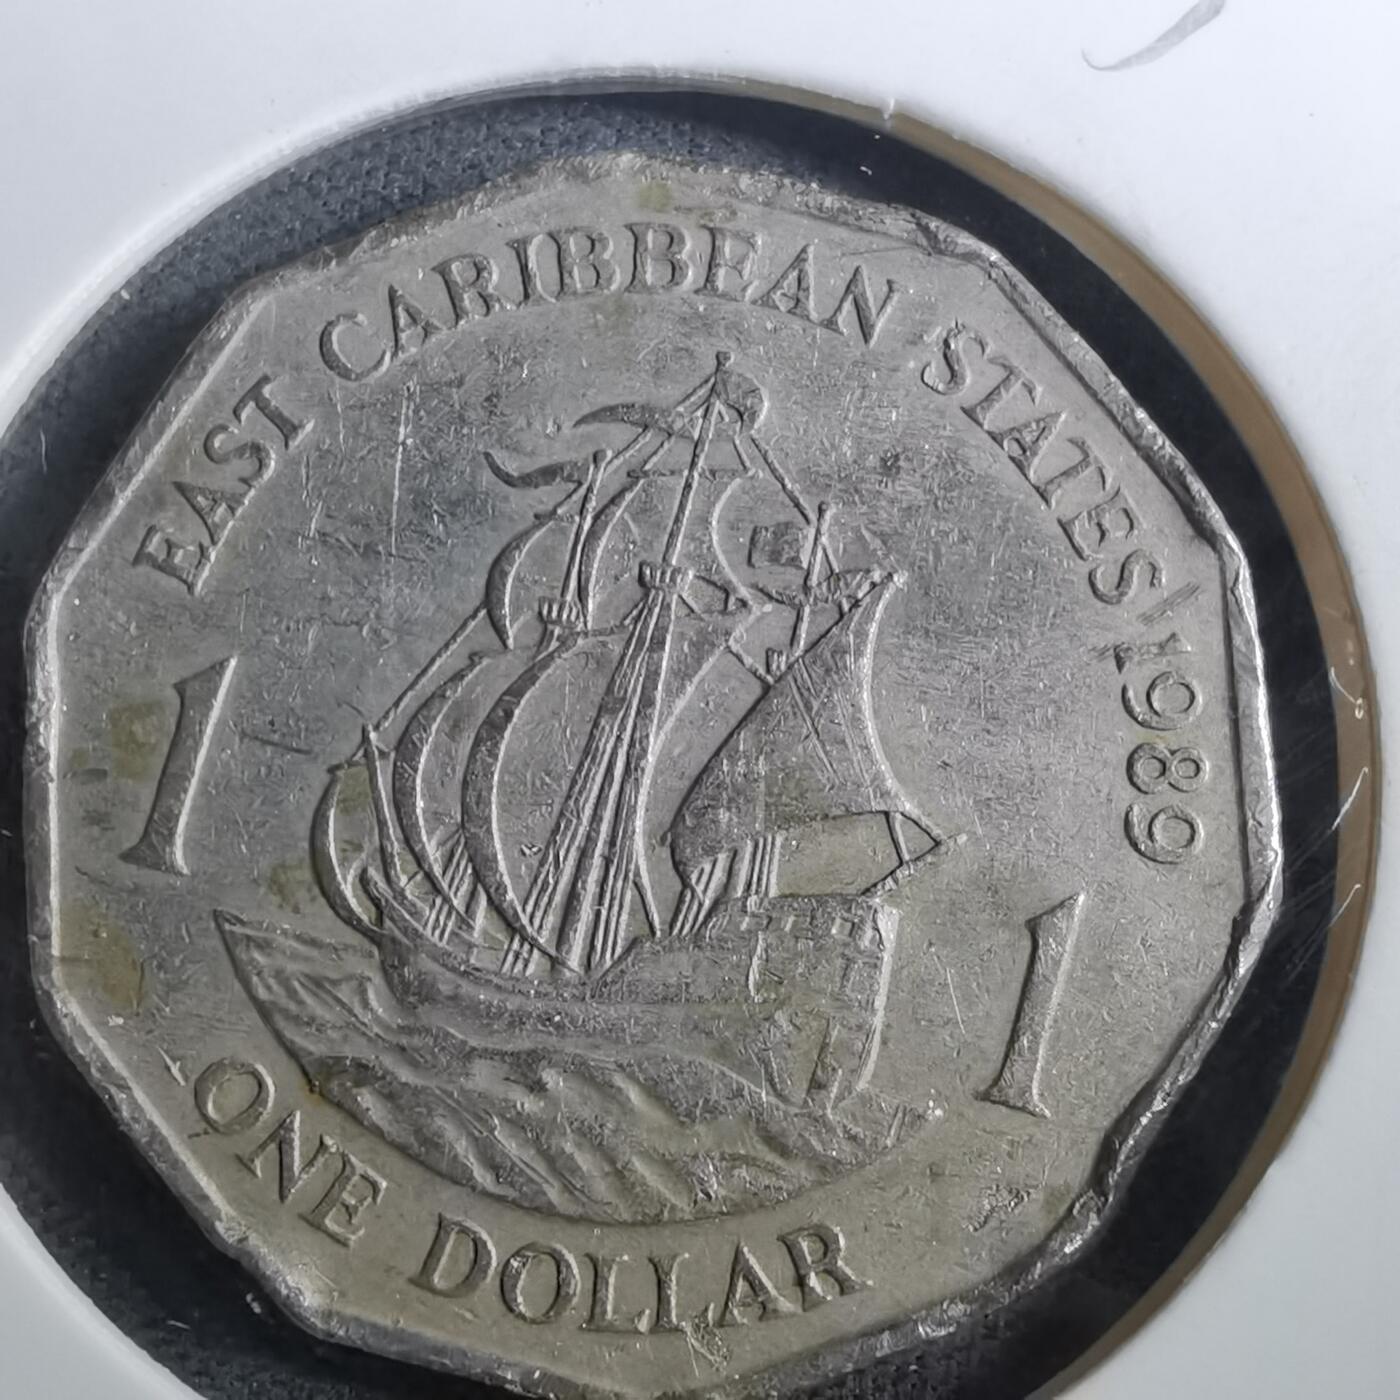 EAST CARIBBEAN STATES 1989
1
1
ONE DOLLAR